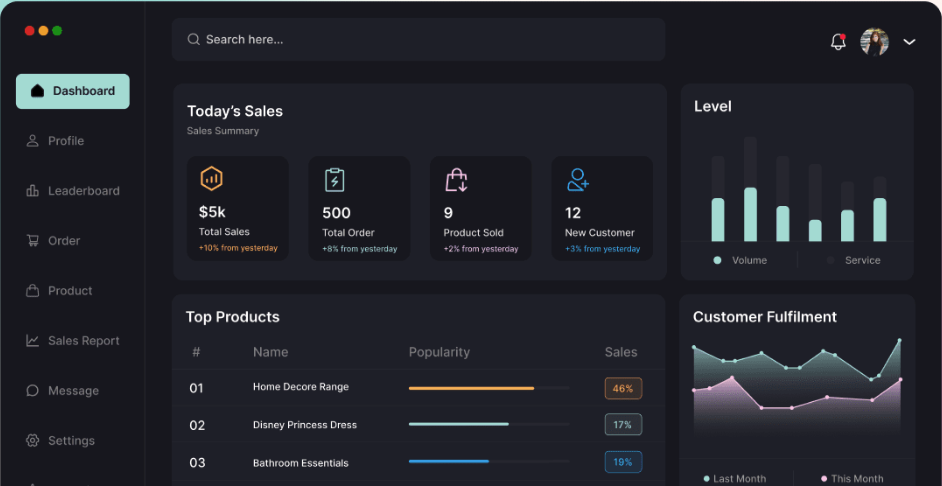 Search here...
Dashboard
Profile
Leaderboard
Order
Product
Sales Report
Message
Settings
Today's Sales
Sales Summary
$5k
Total Sales
+10% from yesterday
500
Total Order
+8% from yesterday
9
Product Sold
+2% from yesterday
12
New Customer
+3% from yesterday
Level
Volume Service
Top Products
# Name Popularity Sales
01 Home Decore Range 46%
02 Disney Princess Dress 17%
03 Bathroom Essentials 19%
Customer Fulfilment
Last Month This Month